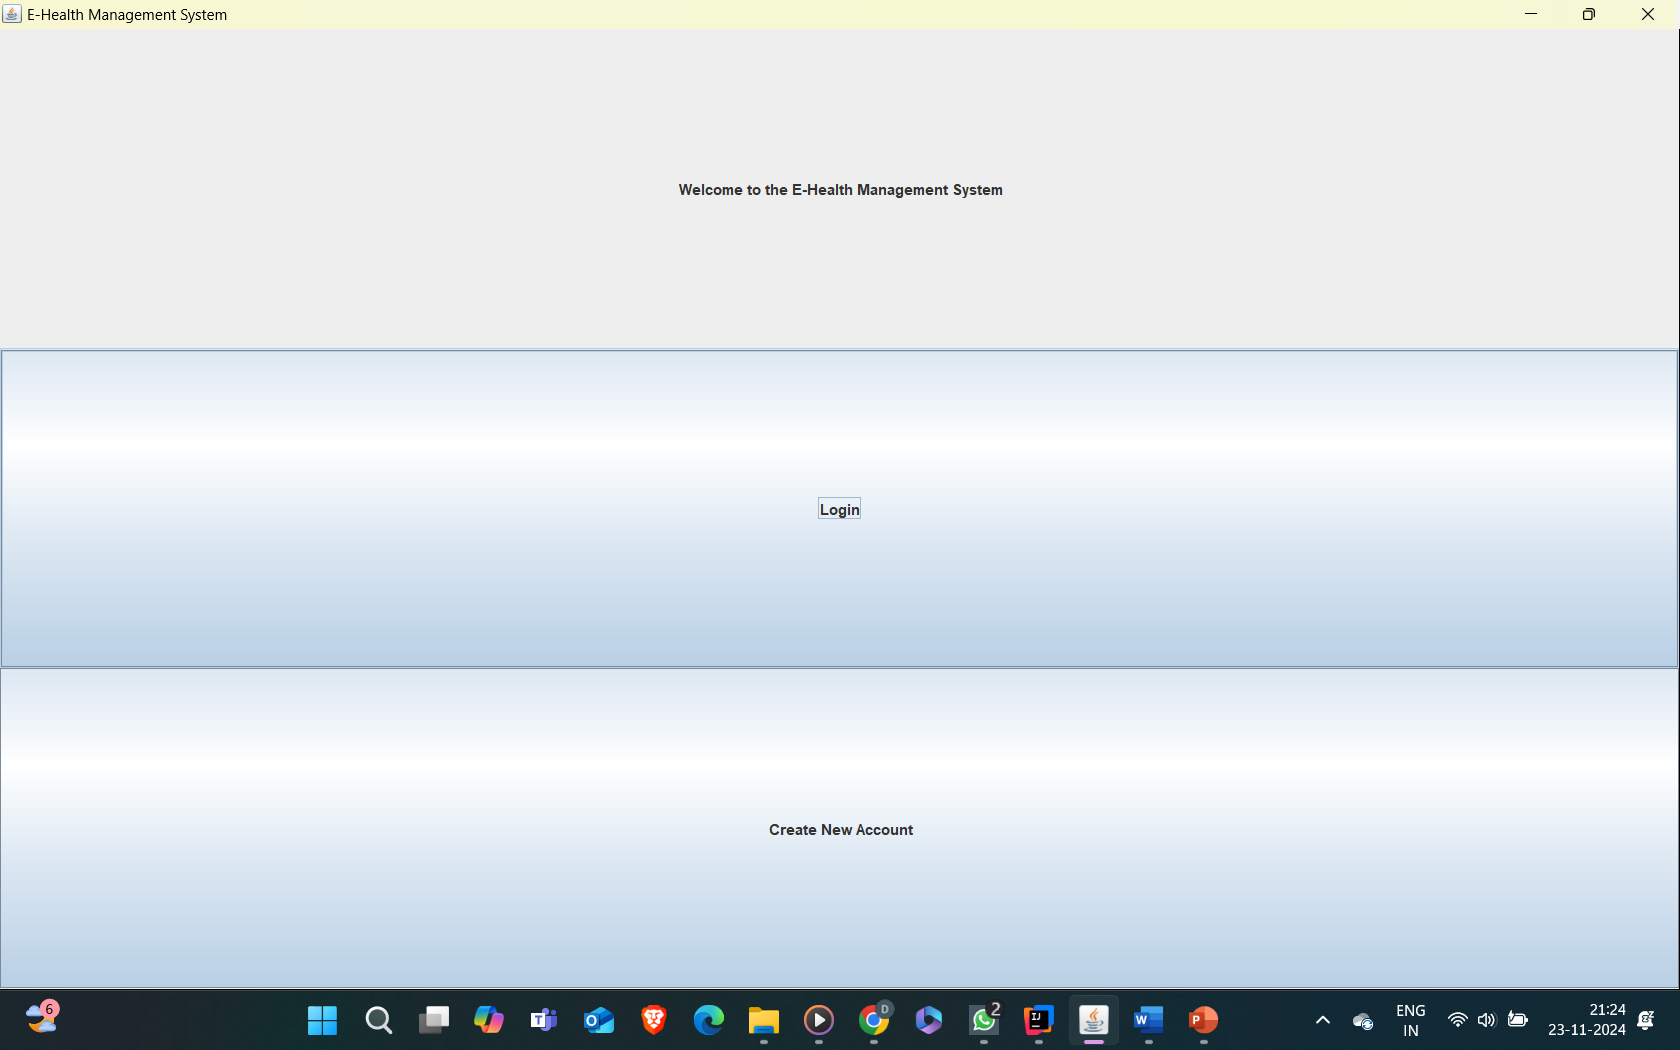 E-Health Management System
Welcome to the E-Health Management System
Login
Create New Account
6
D
2
ENG
IN
21:24
23-11-2024